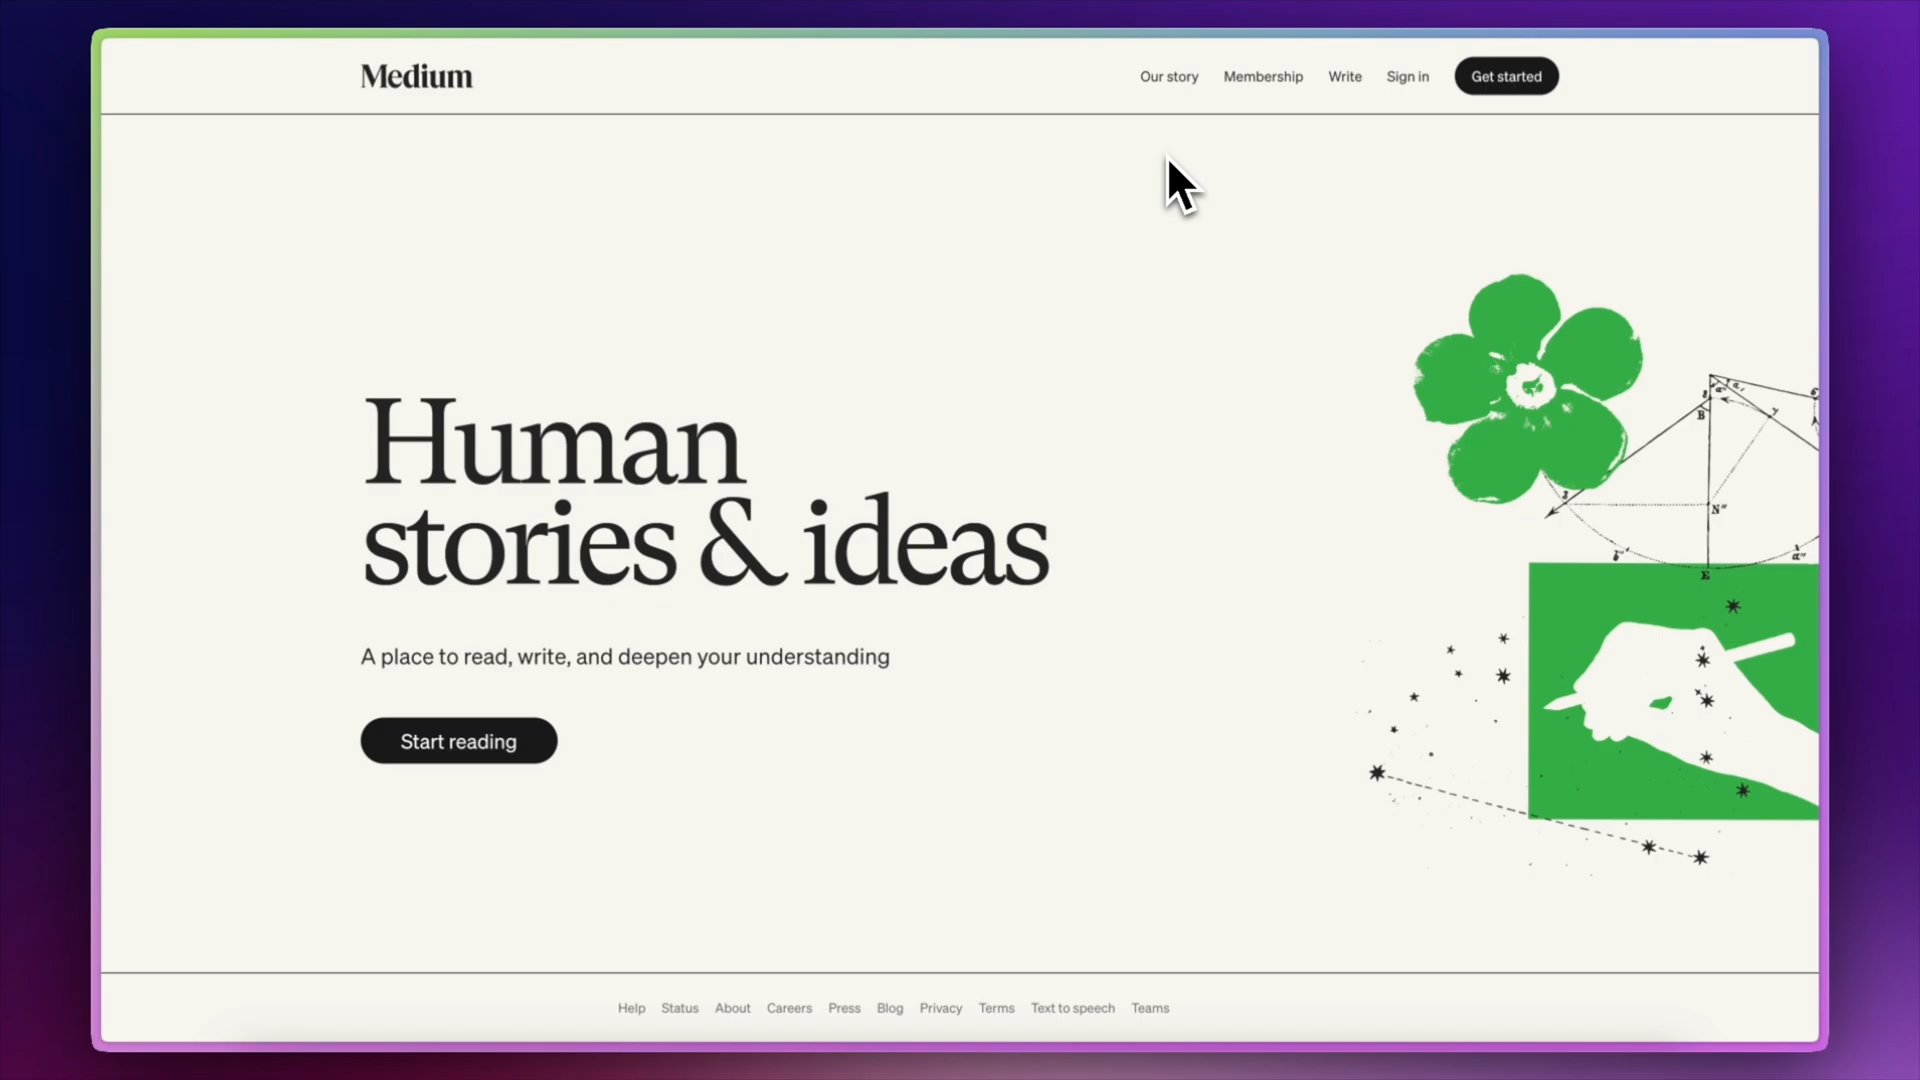 Medium
Our story Membership Write Sign in Get started
Human
stories & ideas
A place to read, write, and deepen your understanding
Start reading
B
N"
b"
a"
E
Help Status About Careers Press Blog Privacy Terms Text to speech Teams